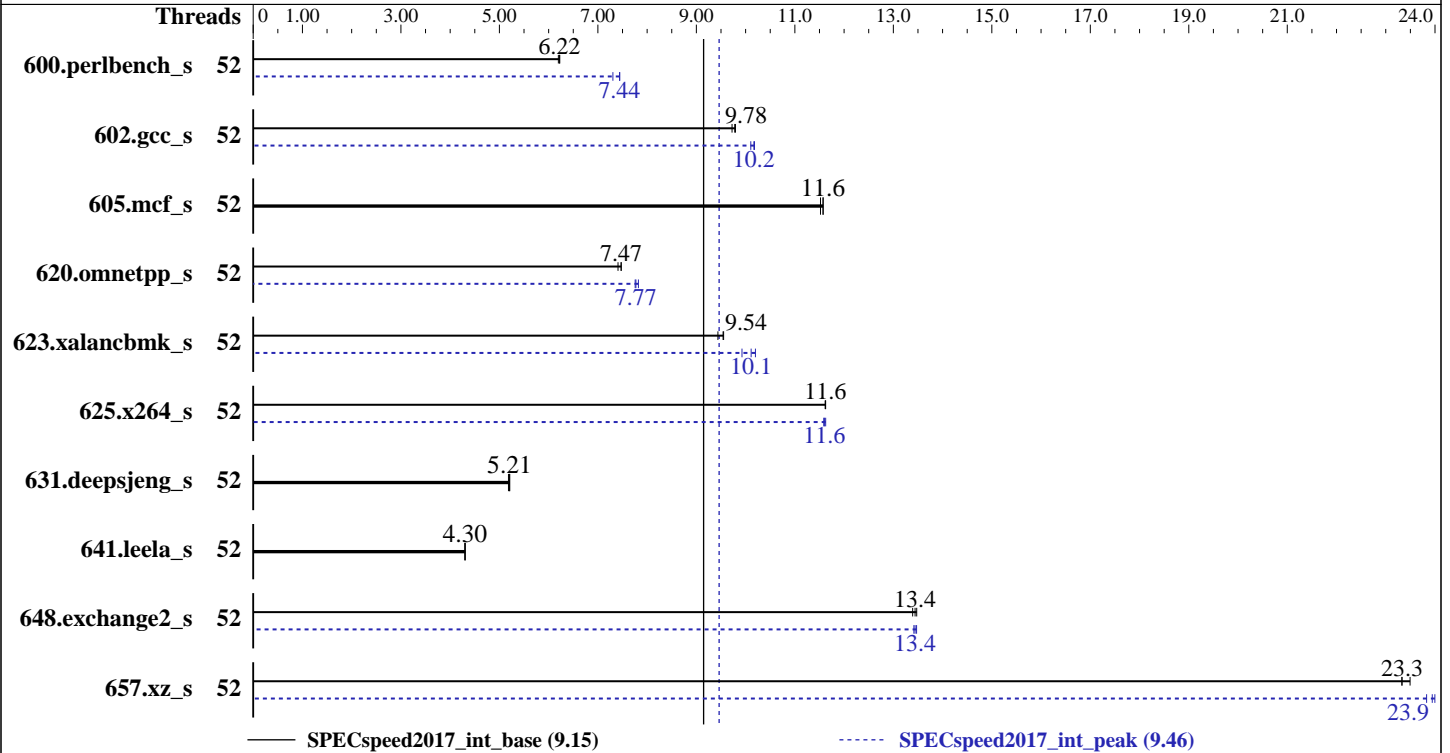 Threads 0 1.00 3.00 5.00 7.00 9.00 11.0 13.0 15.0 17.0 19.0 21.0 24.0
6.22
600.perlbench_s 52
7.44
9.78
602.gcc_s 52
10.2
11.6
605.mcf_s 52
7.47
620.omnetpp_s 52
7.77
9.54
623.xalancbmk_s 52
10.1
11.6
625.x264_s 52
11.6
5.21
631.deepsjeng_s 52
4.30
641.leela_s 52
13.4
648.exchange2_s 52
13.4
23.3
657.xz_s 52
23.9
SPECspeed2017_int_base (9.15) SPECspeed2017_int_peak (9.46)